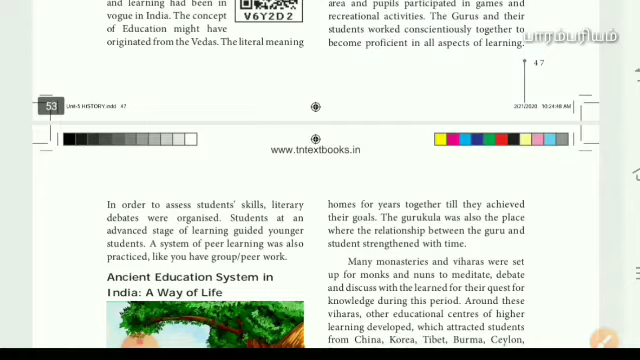 and learning had been in
vogue in India. The concept
of Education might have
originated from the Vedas. The literal meaning
V6Y2D2
area and pupils participated in games and
recreational activities. The Gurus and their
students worked conscientiously together to
become proficient in all aspects of learning.
பாரம்பரியம்
47
53
Unit-5 HISTORY.indd 47
2/21/2020 10:24:49 AM
www.tntextbooks.in
In order to assess students' skills, literary
debates were organised. Students at an
advanced stage of learning guided younger
students. A system of peer learning was also
practiced, like you have group/peer work.
Ancient Education System in
India: A Way of Life
homes for years together till they achieved
their goals. The gurukula was also the place
where the relationship between the guru and
student strengthened with time.
Many monasteries and viharas were set
up for monks and nuns to meditate, debate
and discuss with the learned for their quest for
knowledge during this period. Around these
viharas, other educational centres of higher
learning developed, which attracted students
from China, Korea, Tibet, Burma, Ceylon,